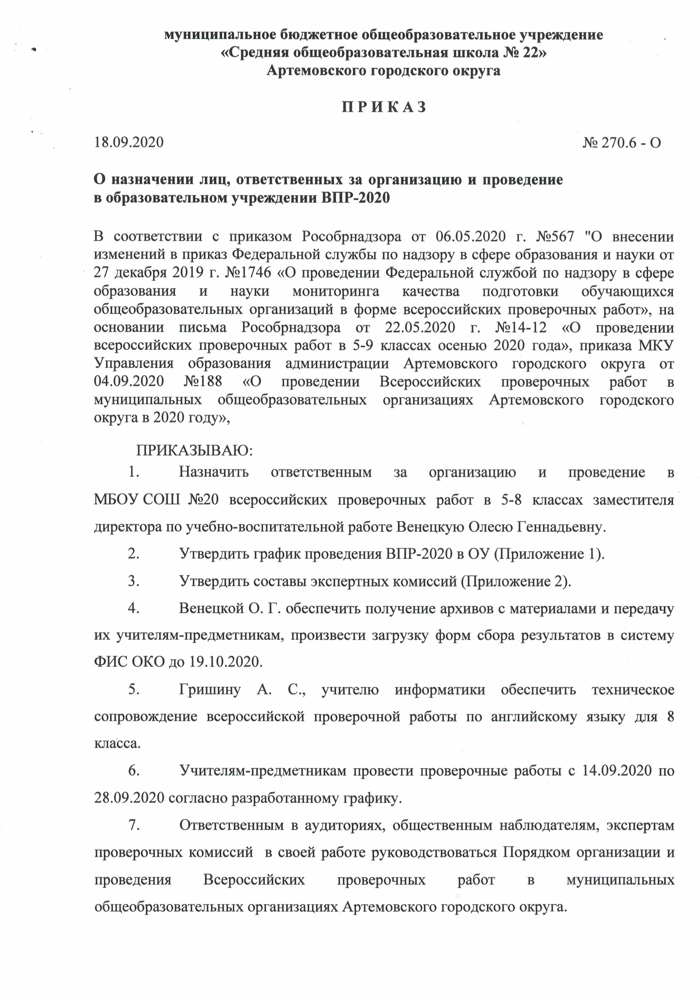 муниципальное бюджетное общеобразовательное учреждение
«Средняя общеобразовательная школа № 22»
Артемовского городского округа
П Р И К А З
18.09.2020 № 270.6 - О
О назначении лиц, ответственных за организацию и проведение
в образовательном учреждении ВПР-2020
В соответствии с приказом Рособрнадзора от 06.05.2020 г. №567 "О внесении
изменений в приказ Федеральной службы по надзору в сфере образования и науки от
27 декабря 2019 г. №1746 «О проведении Федеральной службой по надзору в сфере
образования и науки мониторинга качества подготовки обучающихся
общеобразовательных организаций в форме всероссийских проверочных работ», на
основании письма Рособрнадзора от 22.05.2020 г. №14-12 «О проведении
всероссийских проверочных работ в 5-9 классах осенью 2020 года», приказа МКУ
Управления образования администрации Артемовского городского округа от
04.09.2020 №188 «О проведении Всероссийских проверочных работ в
муниципальных общеобразовательных организациях Артемовского городского
округа в 2020 году»,
ПРИКАЗЫВАЮ:
1. Назначить ответственным за организацию и проведение в
МБОУ СОШ №20 всероссийских проверочных работ в 5-8 классах заместителя
директора по учебно-воспитательной работе Венецкую Олесю Геннадьевну.
2. Утвердить график проведения ВПР-2020 в ОУ (Приложение 1).
3. Утвердить составы экспертных комиссий (Приложение 2).
4. Венецкой О. Г. обеспечить получение архивов с материалами и передачу
их учителям-предметникам, произвести загрузку форм сбора результатов в систему
ФИС ОКО до 19.10.2020.
5. Гришину А. С., учителю информатики обеспечить техническое
сопровождение всероссийской проверочной работы по английскому языку для 8
класса.
6. Учителям-предметникам провести проверочные работы с 14.09.2020 по
28.09.2020 согласно разработанному графику.
7. Ответственным в аудиториях, общественным наблюдателям, экспертам
проверочных комиссий в своей работе руководствоваться Порядком организации и
проведения Всероссийских проверочных работ в муниципальных
общеобразовательных организациях Артемовского городского округа.